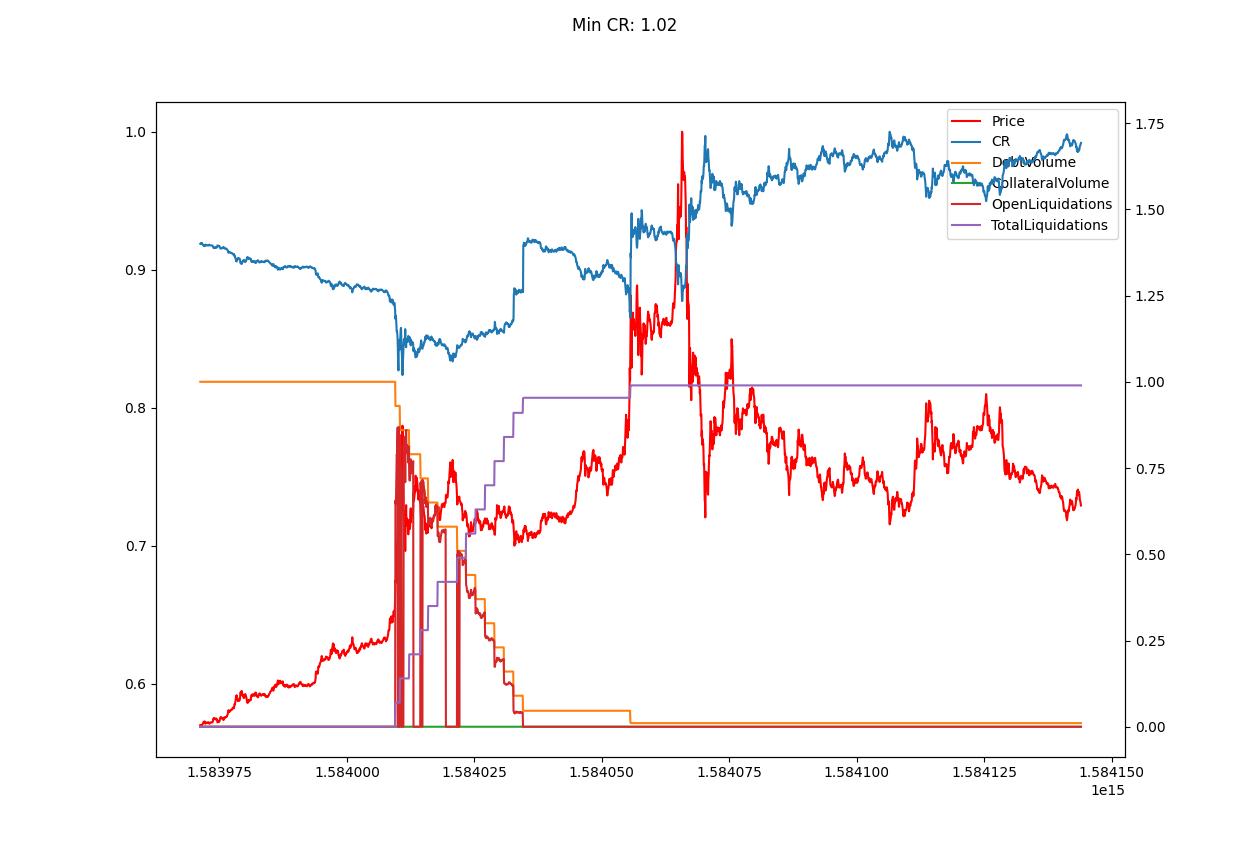 Min CR: 1.02
Price
CR
DebtVolume
CollateralVolume
OpenLiquidations
TotalLiquidations
1.0
0.9
0.8
0.7
0.6
1.75
1.50
1.25
1.00
0.75
0.50
0.25
0.00
1.583975 1.584000 1.584025 1.584050 1.584075 1.584100 1.584125 1.584150
1e15